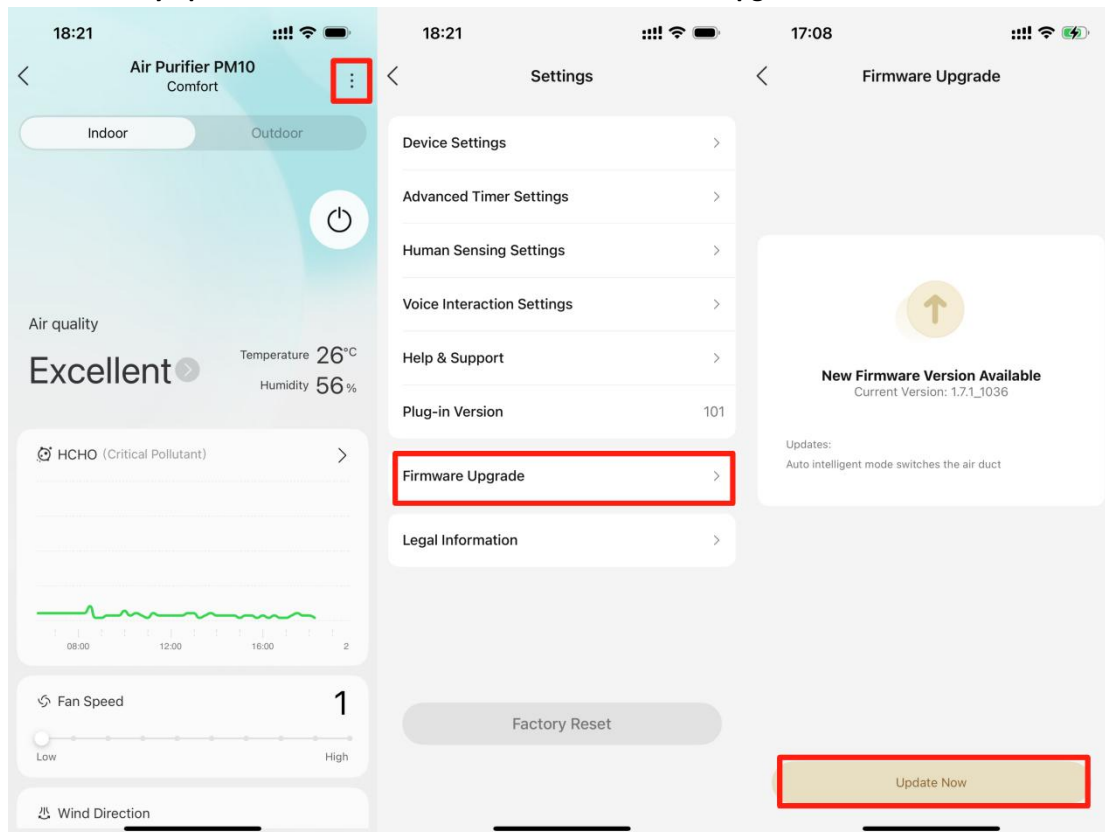 18:21
Air Purifier PM10
Comfort
Indoor
Outdoor
Air quality
Excellent
Temperature 26°C
Humidity 56 %
HCHO (Critical Pollutant)
08:00
12:00
16:00
2
Fan Speed
1
Low
High
Wind Direction
18:21
Settings
Device Settings
Advanced Timer Settings
Human Sensing Settings
Voice Interaction Settings
Help & Support
Plug-in Version
101
Firmware Upgrade
Legal Information
Factory Reset
17:08
Firmware Upgrade
New Firmware Version Available
Current Version: 1.7.1_1036
Updates:
Auto intelligent mode switches the air duct
Update Now